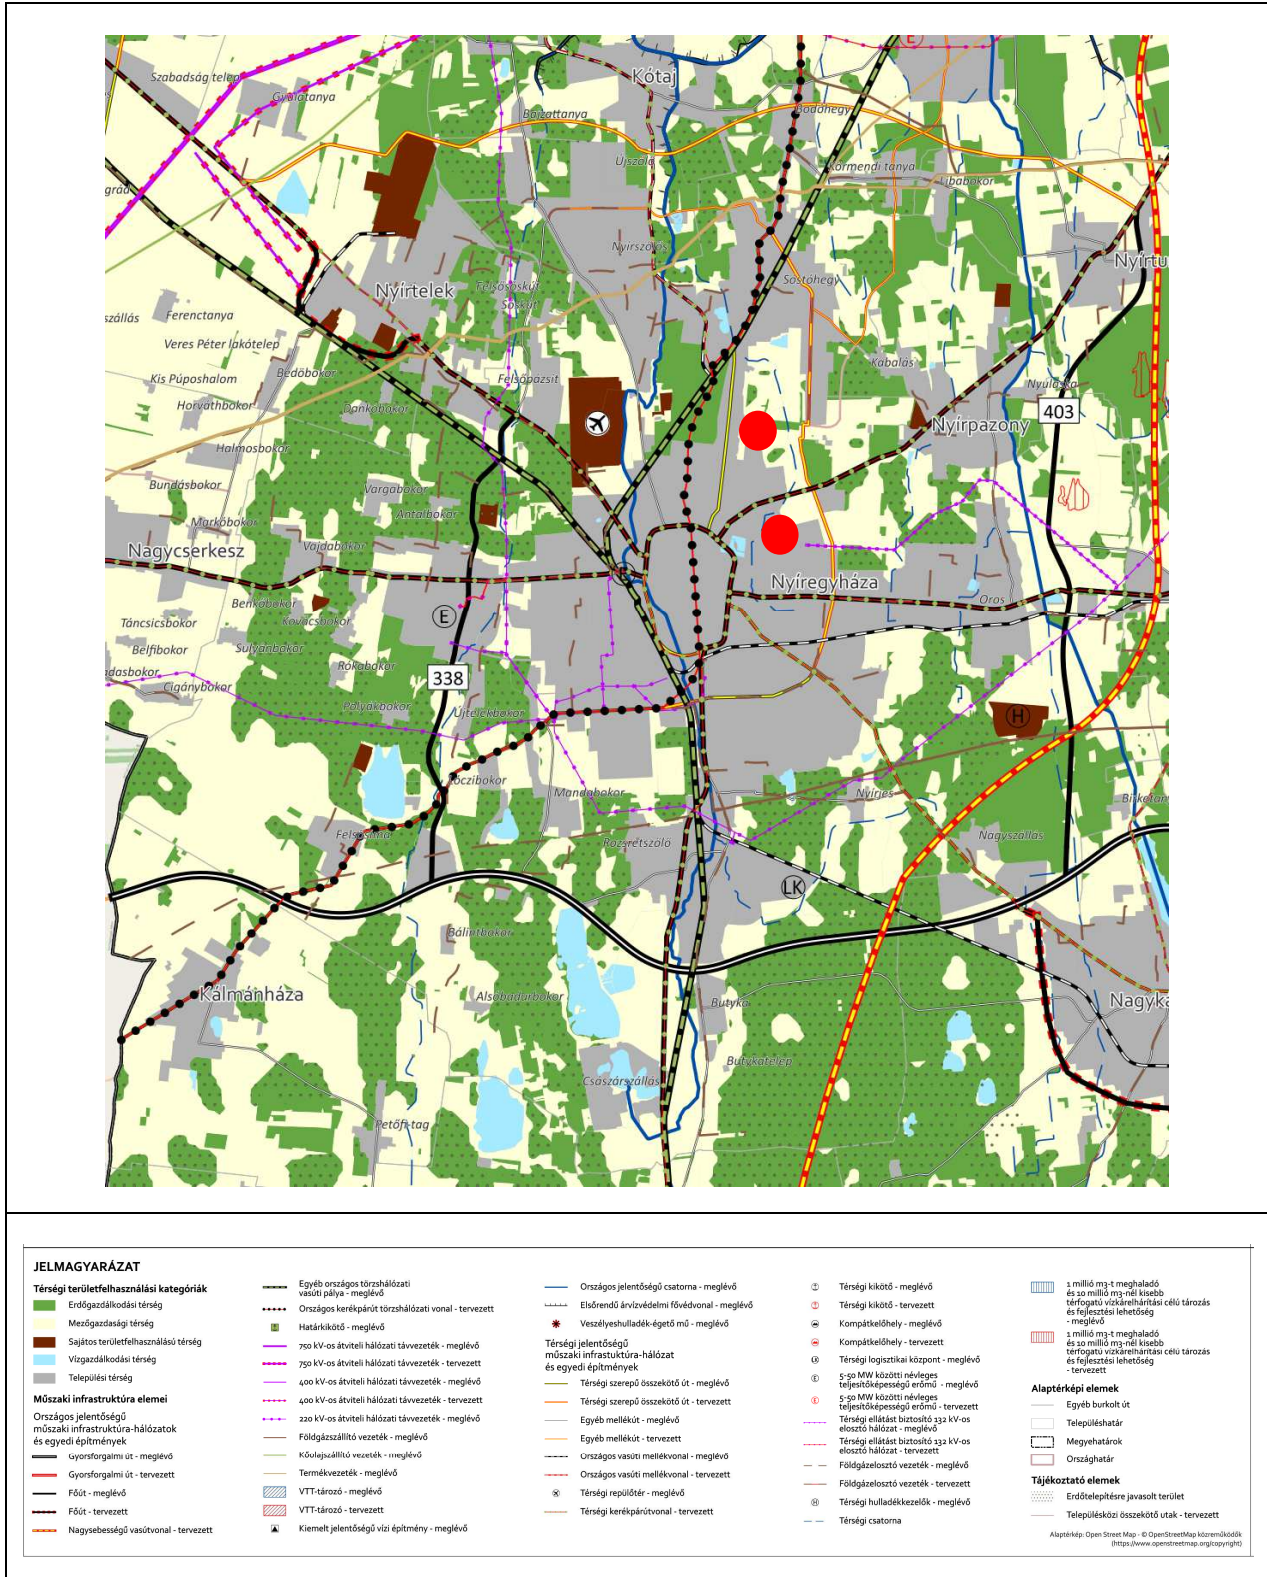 Szabadság telep
Gyulatanya
Kótaj
E
Bajzattanya
Bodóhegy
Újszőlő
Körmendi tanya
Libabokor
grád
Nyírszőlős
Nyírtu
Sóstóhegy
Nyírtelek
Felsősóskút
Sóskút
szállás
Ferenctanya
Veres Péter lakótelep
Kabalás
Kis Púposhalom
Bedőbokor
Felsőpázsit
Nyulaska
Horváthbokor
Dankóbokor
403
Nyírpazony
Halmosbokor
Bundásbokor
Vargabokor
Antalbokor
Markóbokor
Vajdabokor
Nagycserkesz
Nyíregyháza
Benkőbokor
Oros
Táncsicsbokor
Kovácsbokor
E
Belfibokor
Sulyánbokor
adasbokor
Rókabokor
338
Cigánybokor
Polyákbokor
Újtelekbokor
H
Lóczibokor
Mandabokor
Nyírjes
Birketan
Felsősima
Rozsrétszőlő
Nagyszállás
LK
Bálintbokor
Kálmánháza
Alsóbadurbokor
Butyka
Nagyka
Butykatelep
Császárszállás
Petőfi-tag
JELMAGYARÁZAT
Térségi területfelhasználási kategóriák
Erdőgazdálkodási térség
Mezőgazdasági térség
Sajátos területfelhasználású térség
Vízgazdálkodási térség
Települési térség
Műszaki infrastruktúra elemei
Országos jelentőségű
műszaki infrastuktúra-hálózatok
és egyedi építmények
Gyorsforgalmi út - meglévő
Gyorsforgalmi út - tervezett
Főút - meglévő
Főút - tervezett
Nagysebességű vasútvonal - tervezett
Egyéb országos törzshálózati
vasúti pálya - meglévő
Országos kerékpárút törzshálózati vonal - tervezett
Határkikötő - meglévő
750 kV-os átviteli hálózati távvezeték - meglévő
750 kV-os átviteli hálózati távvezeték - tervezett
400 kV-os átviteli hálózati távvezeték - meglévő
400 kV-os átviteli hálózati távvezeték - tervezett
220 kV-os átviteli hálózati távvezeték - meglévő
Földgázszállító vezeték - meglévő
Kőolajszállító vezeték - meglévő
Termékvezeték - meglévő
VTT-tározó - meglévő
VTT-tározó - tervezett
Kiemelt jelentőségű vízi építmény - meglévő
Országos jelentőségű csatorna - meglévő
Elsőrendű árvízvédelmi fővédvonal - meglévő
Veszélyeshulladék-égető mű - meglévő
Térségi jelentőségű
műszaki infrastuktúra-hálózat
és egyedi építmények
Térségi szerepű összekötő út - meglévő
Térségi szerepű összekötő út - tervezett
Egyéb mellékút - meglévő
Egyéb mellékút - tervezett
Országos vasúti mellékvonal - meglévő
Országos vasúti mellékvonal - tervezett
Térségi repülőtér - meglévő
Térségi kerékpárútvonal - tervezett
Térségi kikötő - meglévő
Térségi kikötő - tervezett
Kompátkelőhely - meglévő
Kompátkelőhely - tervezett
Térségi logisztikai központ - meglévő
5-50 MW közötti névleges
teljesítőképességű erőmű - meglévő
5-50 MW közötti névleges
teljesítőképességű erőmű - tervezett
Térségi ellátást biztosító 132 kV-os
elosztó hálózat - meglévő
Térségi ellátást biztosító 132 kV-os
elosztó hálózat - tervezett
Földgázelosztó vezeték - meglévő
Földgázelosztó vezeték - tervezett
Térségi hulladékkezelők - meglévő
Térségi csatorna
1 millió m3-t meghaladó
és 10 millió m3-nél kisebb
térfogatú vízkárelhárítási célú tározás
és fejlesztési lehetőség
- meglévő
1 millió m3-t meghaladó
és 10 millió m3-nél kisebb
térfogatú vízkárelhárítási célú tározás
és fejlesztési lehetőség
- tervezett
Alaptérképi elemek
Egyéb burkolt út
Településhatár
Megyehatárok
Országhatár
Tájékoztató elemek
Erdőtelepítésre javasolt terület
Településközi összekötő utak - tervezett
Alaptérkép: Open Street Map - © OpenStreetMap közreműködők
(https://www.openstreetmap.org/copyright)